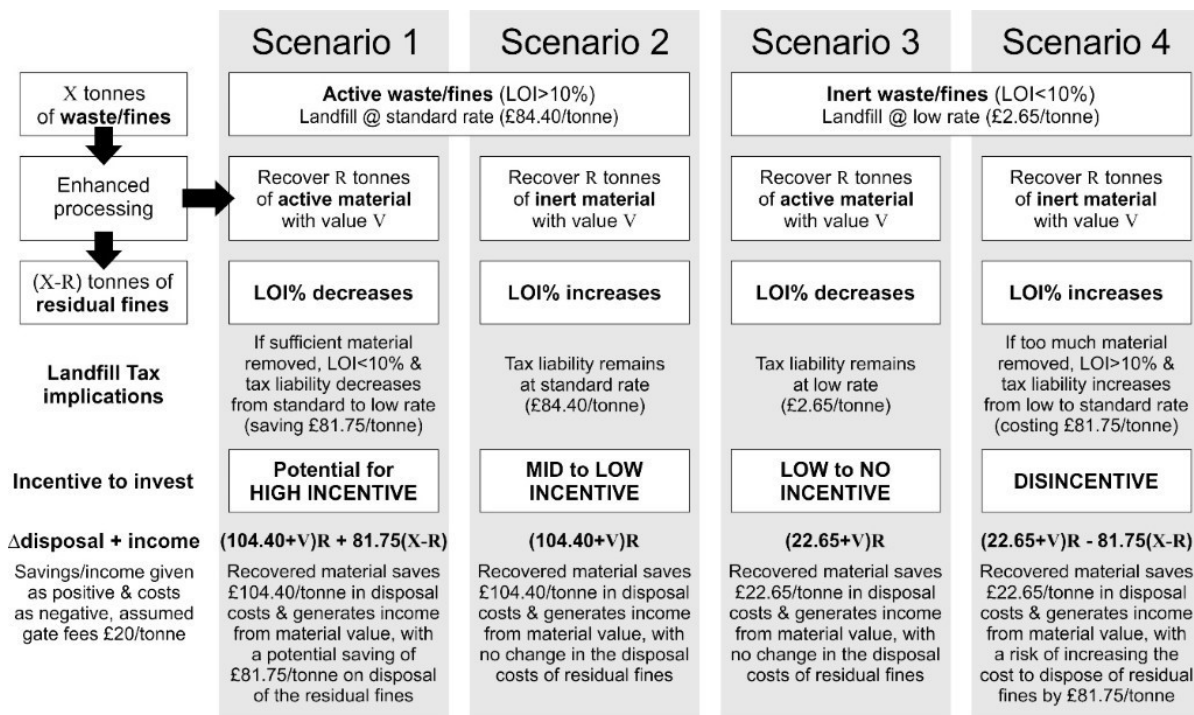 Scenario 1
Scenario 2
Scenario 3
Scenario 4
X tonnes
of waste/fines
Active waste/fines (LOI>10%)
Landfill @ standard rate (£84.40/tonne)
Inert waste/fines (LOI<10%)
Landfill @ low rate (£2.65/tonne)
Enhanced
processing
Recover R tonnes
of active material
with value V
Recover R tonnes
of inert material
with value V
Recover R tonnes
of active material
with value V
Recover R tonnes
of inert material
with value V
(X-R) tonnes of
residual fines
LOI% decreases
LOI% increases
LOI% decreases
LOI% increases
Landfill Tax
implications
If sufficient material
removed, LOI<10% &
tax liability decreases
from standard to low rate
(saving £81.75/tonne)
Tax liability remains
at standard rate
(£84.40/tonne)
Tax liability remains
at low rate
(£2.65/tonne)
If too much material
removed, LOI>10% &
tax liability increases
from low to standard rate
(costing £81.75/tonne)
Incentive to invest
Potential for
HIGH INCENTIVE
MID to LOW
INCENTIVE
LOW to NO
INCENTIVE
DISINCENTIVE
Δdisposal + income
(104.40+V)R + 81.75(X-R)
(104.40+V)R
(22.65+V)R
(22.65+V)R - 81.75(X-R)
Savings/income given
as positive & costs
as negative, assumed
gate fees £20/tonne
Recovered material saves
£104.40/tonne in disposal
costs & generates income
from material value, with
a potential saving of
£81.75/tonne on disposal
of the residual fines
Recovered material saves
£104.40/tonne in disposal
costs & generates income
from material value, with
no change in the disposal
costs of residual fines
Recovered material saves
£22.65/tonne in disposal
costs & generates income
from material value, with
no change in the disposal
costs of residual fines
Recovered material saves
£22.65/tonne in disposal
costs & generates income
from material value, with
a risk of increasing the
cost to dispose of residual
fines by £81.75/tonne